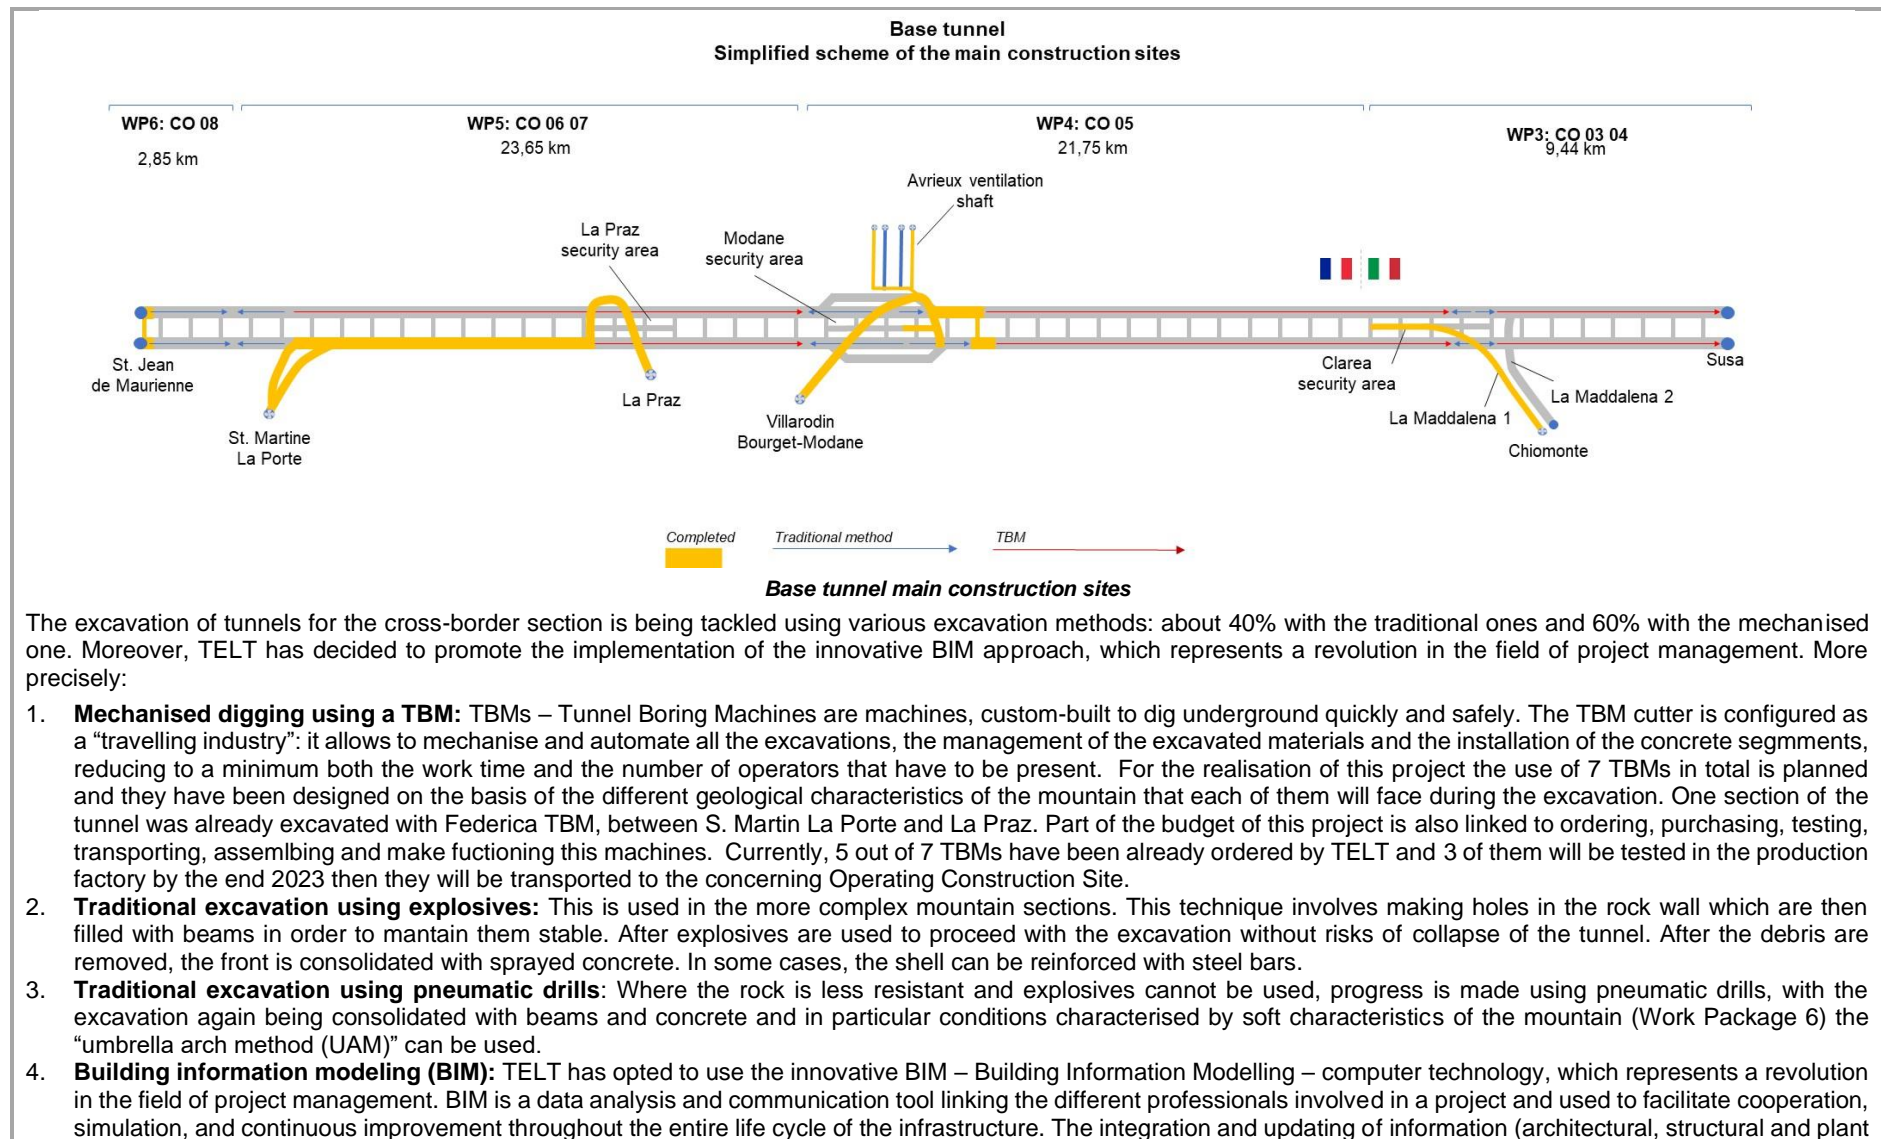 Base tunnel
Simplified scheme of the main construction sites
WP6: CO 08
2,85 km
WP5: CO 06 07
23,65 km
WP4: CO 05
21,75 km
WP3: CO 03 04
9,44 km
Avrieux ventilation
shaft
La Praz
security area
Modane
security area
St. Jean
de Maurienne
St. Martine
La Porte
La Praz
Villarodin
Bourget-Modane
Clarea
security area
La Maddalena 1
La Maddalena 2
Chiomonte
Susa
Completed
Traditional method
TBM
Base tunnel main construction sites
The excavation of tunnels for the cross-border section is being tackled using various excavation methods: about 40% with the traditional ones and 60% with the mechanised
one. Moreover, TELT has decided to promote the implementation of the innovative BIM approach, which represents a revolution in the field of project management. More
precisely:
1. Mechanised digging using a TBM: TBMs – Tunnel Boring Machines are machines, custom-built to dig underground quickly and safely. The TBM cutter is configured as
a “travelling industry”: it allows to mechanise and automate all the excavations, the management of the excavated materials and the installation of the concrete segmments,
reducing to a minimum both the work time and the number of operators that have to be present. For the realisation of this project the use of 7 TBMs in total is planned
and they have been designed on the basis of the different geological characteristics of the mountain that each of them will face during the excavation. One section of the
tunnel was already excavated with Federica TBM, between S. Martin La Porte and La Praz. Part of the budget of this project is also linked to ordering, purchasing, testing,
transporting, assemlbing and make fuctioning this machines. Currently, 5 out of 7 TBMs have been already ordered by TELT and 3 of them will be tested in the production
factory by the end 2023 then they will be transported to the concerning Operating Construction Site.
2. Traditional excavation using explosives: This is used in the more complex mountain sections. This technique involves making holes in the rock wall which are then
filled with beams in order to mantain them stable. After explosives are used to proceed with the excavation without risks of collapse of the tunnel. After the debris are
removed, the front is consolidated with sprayed concrete. In some cases, the shell can be reinforced with steel bars.
3. Traditional excavation using pneumatic drills: Where the rock is less resistant and explosives cannot be used, progress is made using pneumatic drills, with the
excavation again being consolidated with beams and concrete and in particular conditions characterised by soft characteristics of the mountain (Work Package 6) the
“umbrella arch method (UAM)” can be used.
4. Building information modeling (BIM): TELT has opted to use the innovative BIM – Building Information Modelling – computer technology, which represents a revolution
in the field of project management. BIM is a data analysis and communication tool linking the different professionals involved in a project and used to facilitate cooperation,
simulation, and continuous improvement throughout the entire life cycle of the infrastructure. The integration and updating of information (architectural, structural and plant